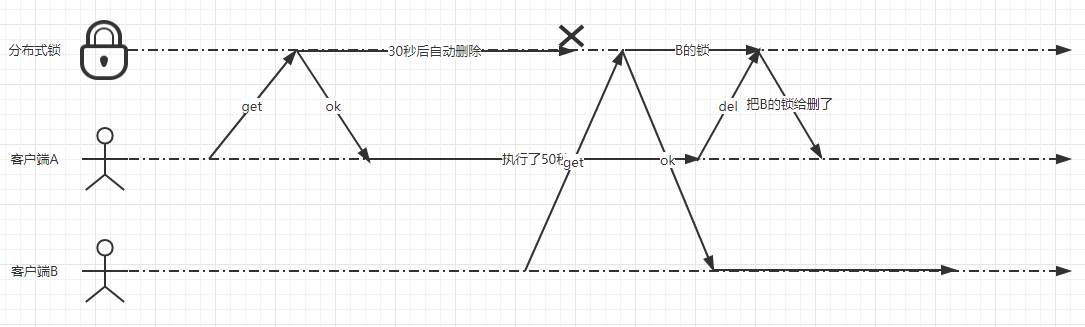 分布式锁
30秒后自动删除
B的锁
get
ok
del
把B的锁给删了
客户端A
执行了50秒
get
ok
客户端B